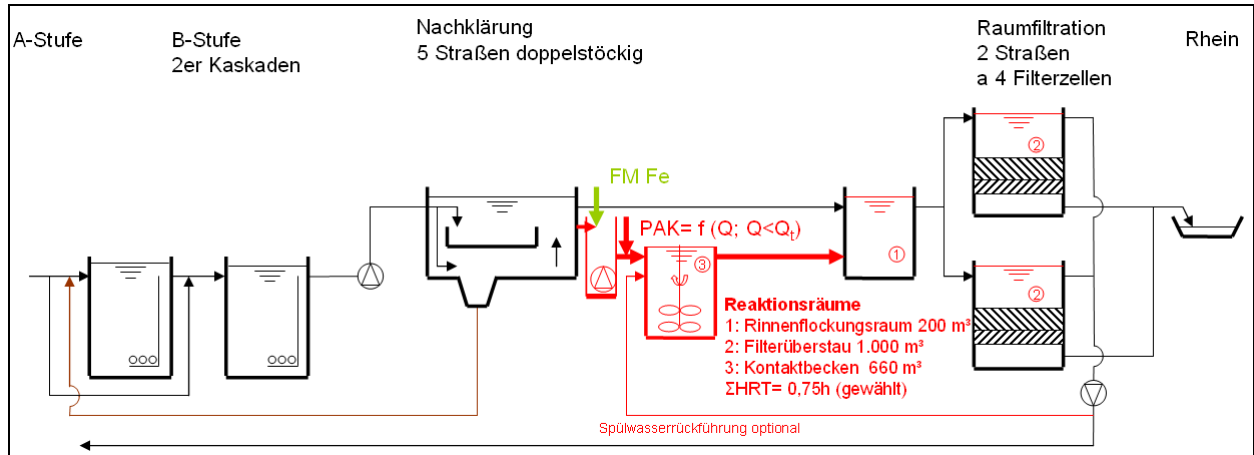 A-Stufe
B-Stufe
2er Kaskaden
Nachklärung
5 Straßen doppelstöckig
Raumfiltration
2 Straßen
a 4 Filterzellen
Rhein
FM Fe
PAK= f (Q; Q<Qt)
①
②
②
③
Reaktionsräume
1: Rinnenflockungsraum 200 m³
2: Filterüberstau 1.000 m³
3: Kontaktbecken 660 m³
ΣHRT= 0,75h (gewählt)
Spülwasserrückführung optional